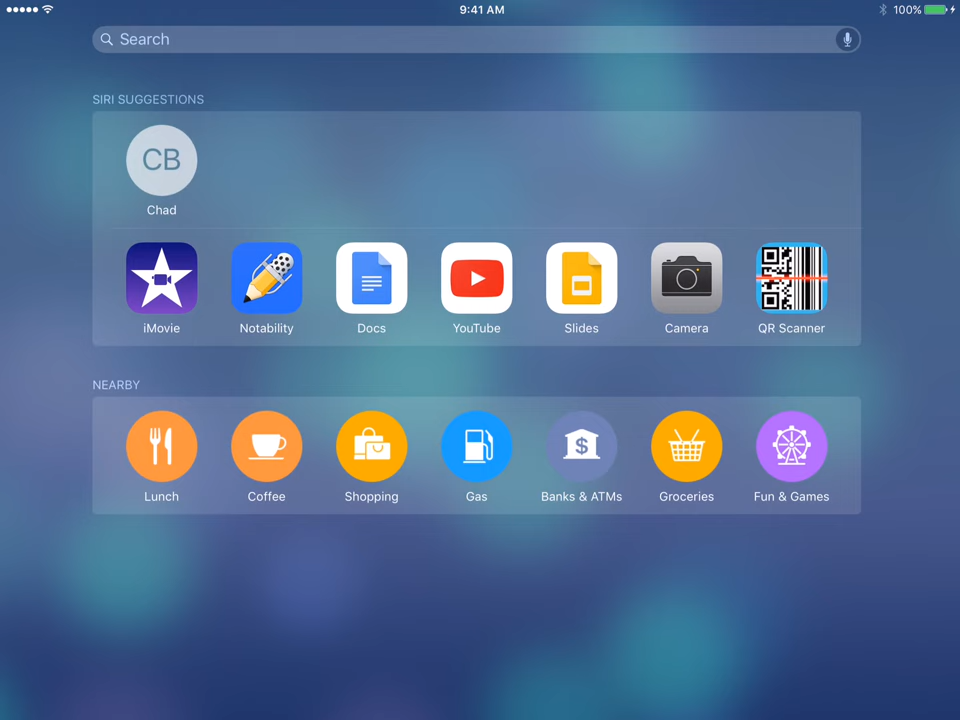 9:41 AM
100%
Search
SIRI SUGGESTIONS
CB
Chad
iMovie Notability Docs YouTube Slides Camera QR Scanner
NEARBY
$
Lunch Coffee Shopping Gas Banks & ATMs Groceries Fun & Games